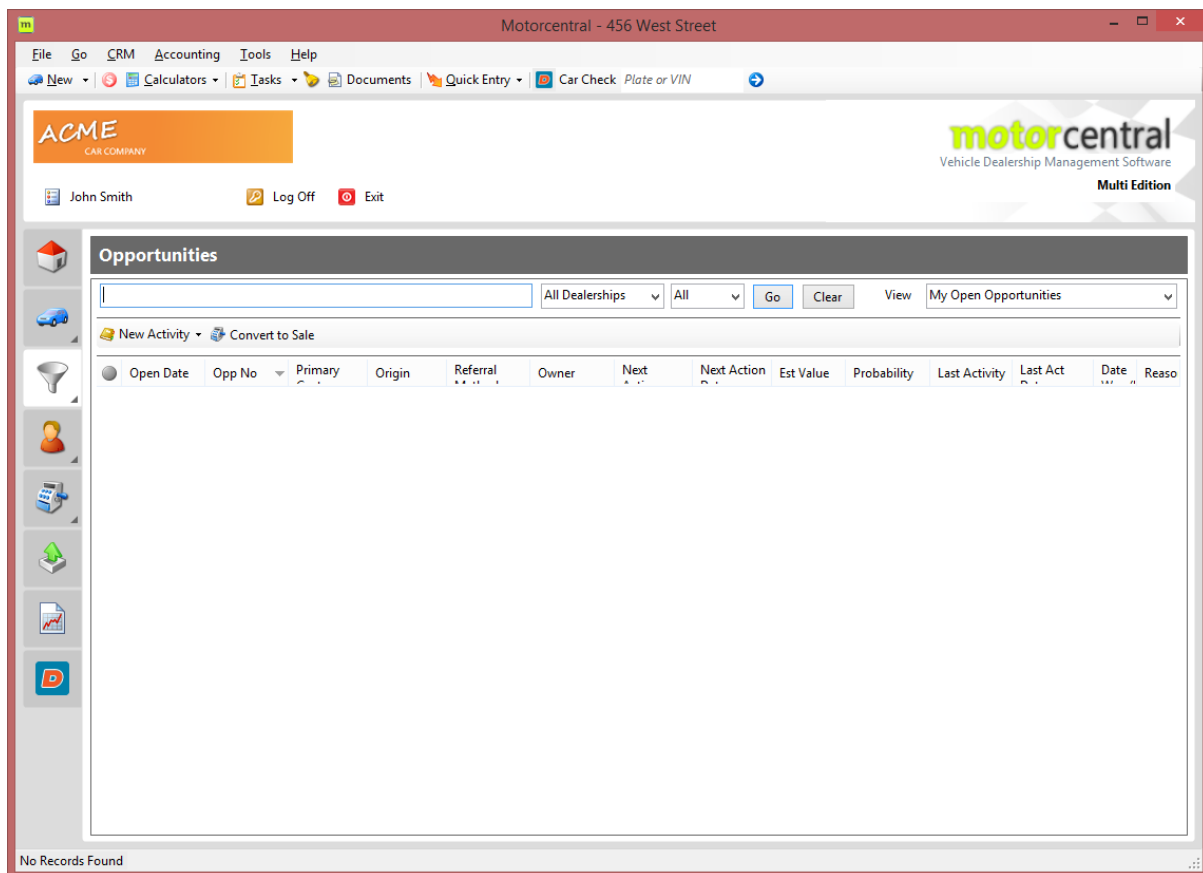 m Motorcentral - 456 West Street
File Go CRM Accounting Tools Help
New Calculators Tasks Documents Quick Entry D Car Check Plate or VIN
ACME
CAR COMPANY
motorcentral
Vehicle Dealership Management Software
Multi Edition
John Smith Log Off Exit
Opportunities
All Dealerships All Go Clear View My Open Opportunities
New Activity Convert to Sale
Open Date Opp No Primary Origin Referral Owner Next Next Action Est Value Probability Last Activity Last Act Date Reaso
D
No Records Found